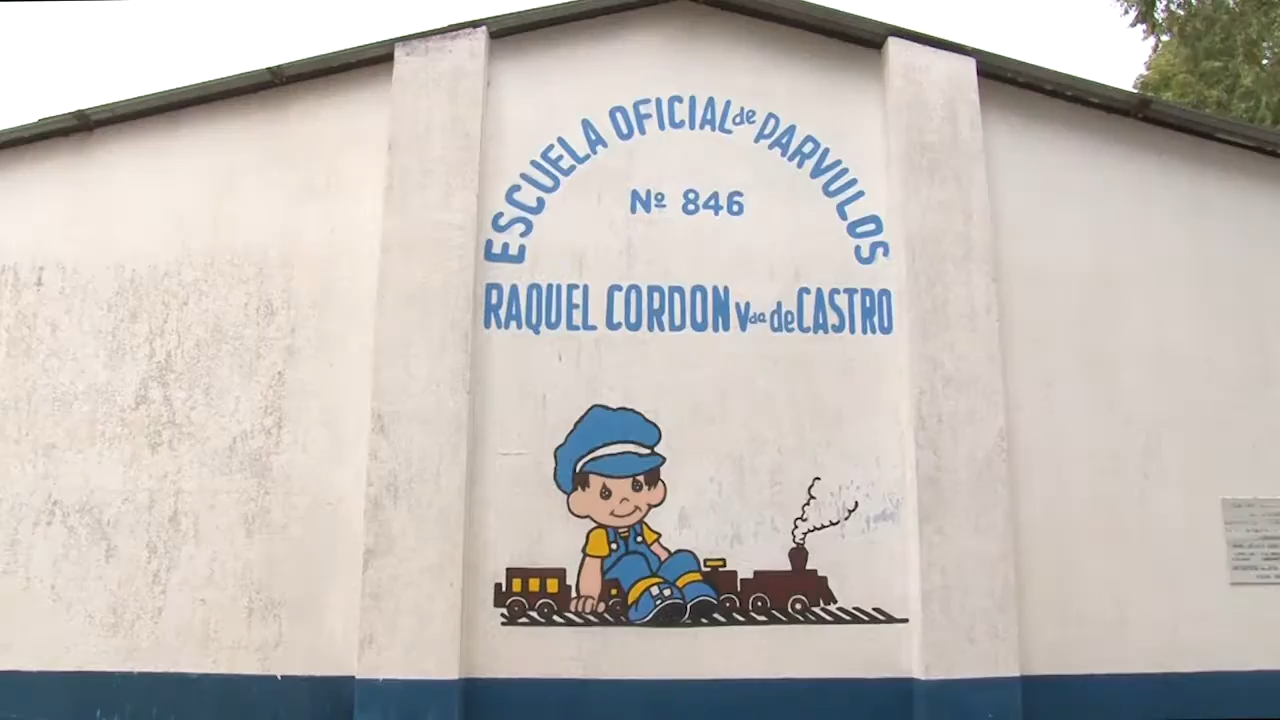 ESCUELA OFICIAL de PARVULOS
Nº 846
RAQUEL CORDON Vda de CASTRO